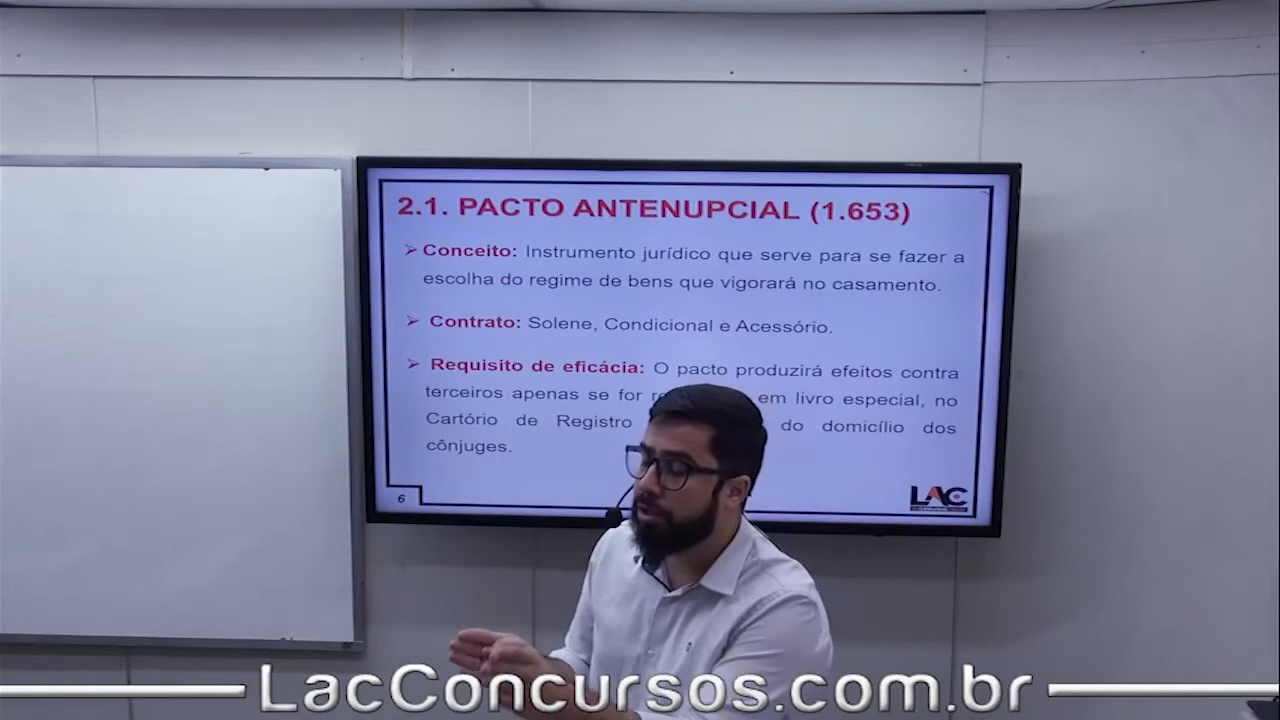 2.1. PACTO ANTENUPCIAL (1.653)
Conceito: Instrumento jurídico que serve para se fazer a
escolha do regime de bens que vigorará no casamento.
Contrato: Solene, Condicional e Acessório.
Requisito de eficácia: O pacto produzirá efeitos contra
terceiros apenas se for em livro especial, no
Cartório de Registro do domicílio dos
cônjuges.
6
LAC
LacConcursos.com.br